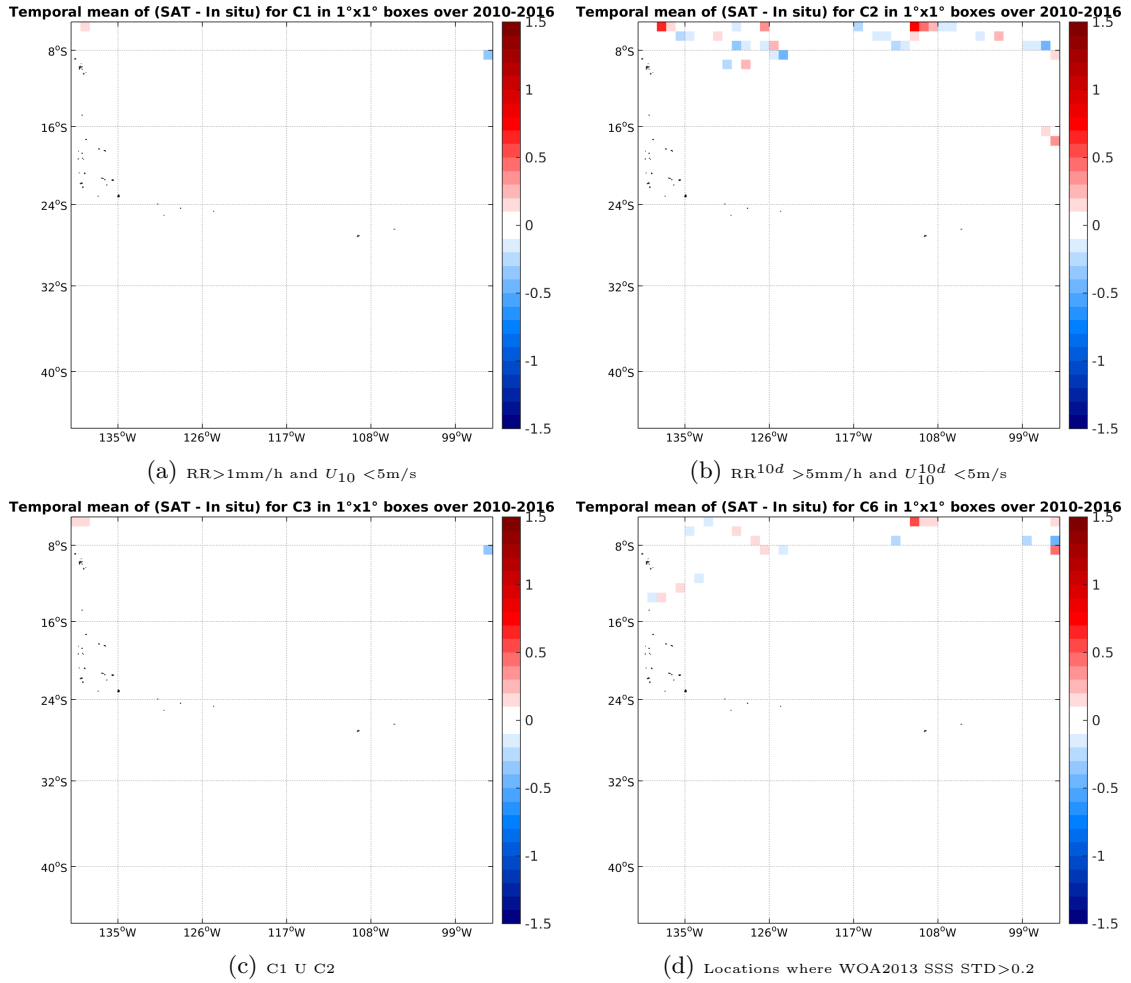 Temporal mean of (SAT - In situ) for C1 in 1°x1° boxes over 2010-2016
8°S
16°S
24°S
32°S
40°S
135°W
126°W
117°W
108°W
99°W
1.5
1
0.5
0
-0.5
-1
-1.5
(a) RR>1mm/h and U10 <5m/s
Temporal mean of (SAT - In situ) for C2 in 1°x1° boxes over 2010-2016
8°S
16°S
24°S
32°S
40°S
135°W
126°W
117°W
108°W
99°W
1.5
1
0.5
0
-0.5
-1
-1.5
(b) RR^10d >5mm/h and U_10^10d <5m/s
Temporal mean of (SAT - In situ) for C3 in 1°x1° boxes over 2010-2016
8°S
16°S
24°S
32°S
40°S
135°W
126°W
117°W
108°W
99°W
1.5
1
0.5
0
-0.5
-1
-1.5
(c) C1 U C2
Temporal mean of (SAT - In situ) for C6 in 1°x1° boxes over 2010-2016
8°S
16°S
24°S
32°S
40°S
135°W
126°W
117°W
108°W
99°W
1.5
1
0.5
0
-0.5
-1
-1.5
(d) Locations where WOA2013 SSS STD>0.2